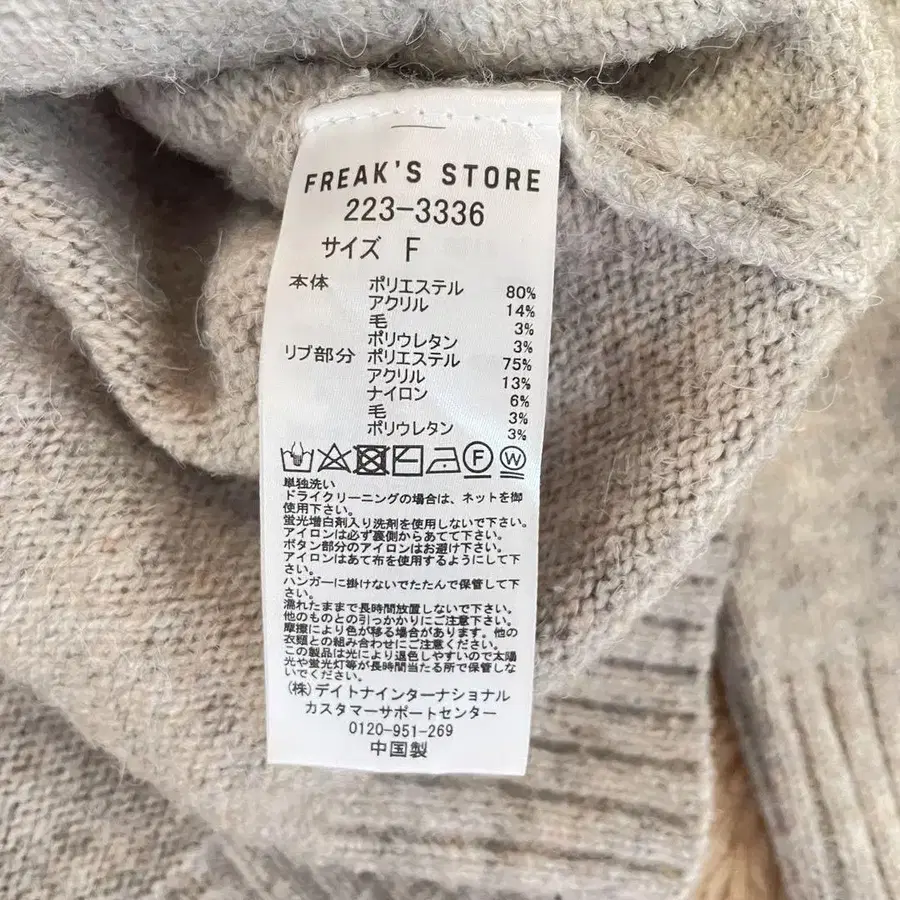 FREAK'S STORE
223-3336
サイズ F
本体 ポリエステル 80%
アクリル 14%
毛 3%
ポリウレタン 3%
リブ部分 ポリエステル 75%
アクリル 13%
ナイロン 6%
毛 3%
ポリウレタン 3%
F W
単独洗い
ドライクリーニングの場合は、ネットを御
使用下さい。
蛍光増白剤入り洗剤を使用しないで下さい。
アイロンは必ず裏側からあてて下さい。
ボタン部分のアイロンはお避け下さい。
アイロンはあて布を使用するようにして下
さい。
ハンガーに掛けないでたたんで保管して下
さい。
濡れたままで長時間放置しないで下さい。
他のものとの引っかかりにご注意下さい。
摩擦により色が移る場合があります。他の
衣類との組み合わせにご注意ください。
この製品は光により退色しやすいので太陽
光や蛍光灯等が長時間当たる所で保管しな
いでください。
(株)デイトナインターナショナル
カスタマーサポートセンター
0120-951-269
中国製